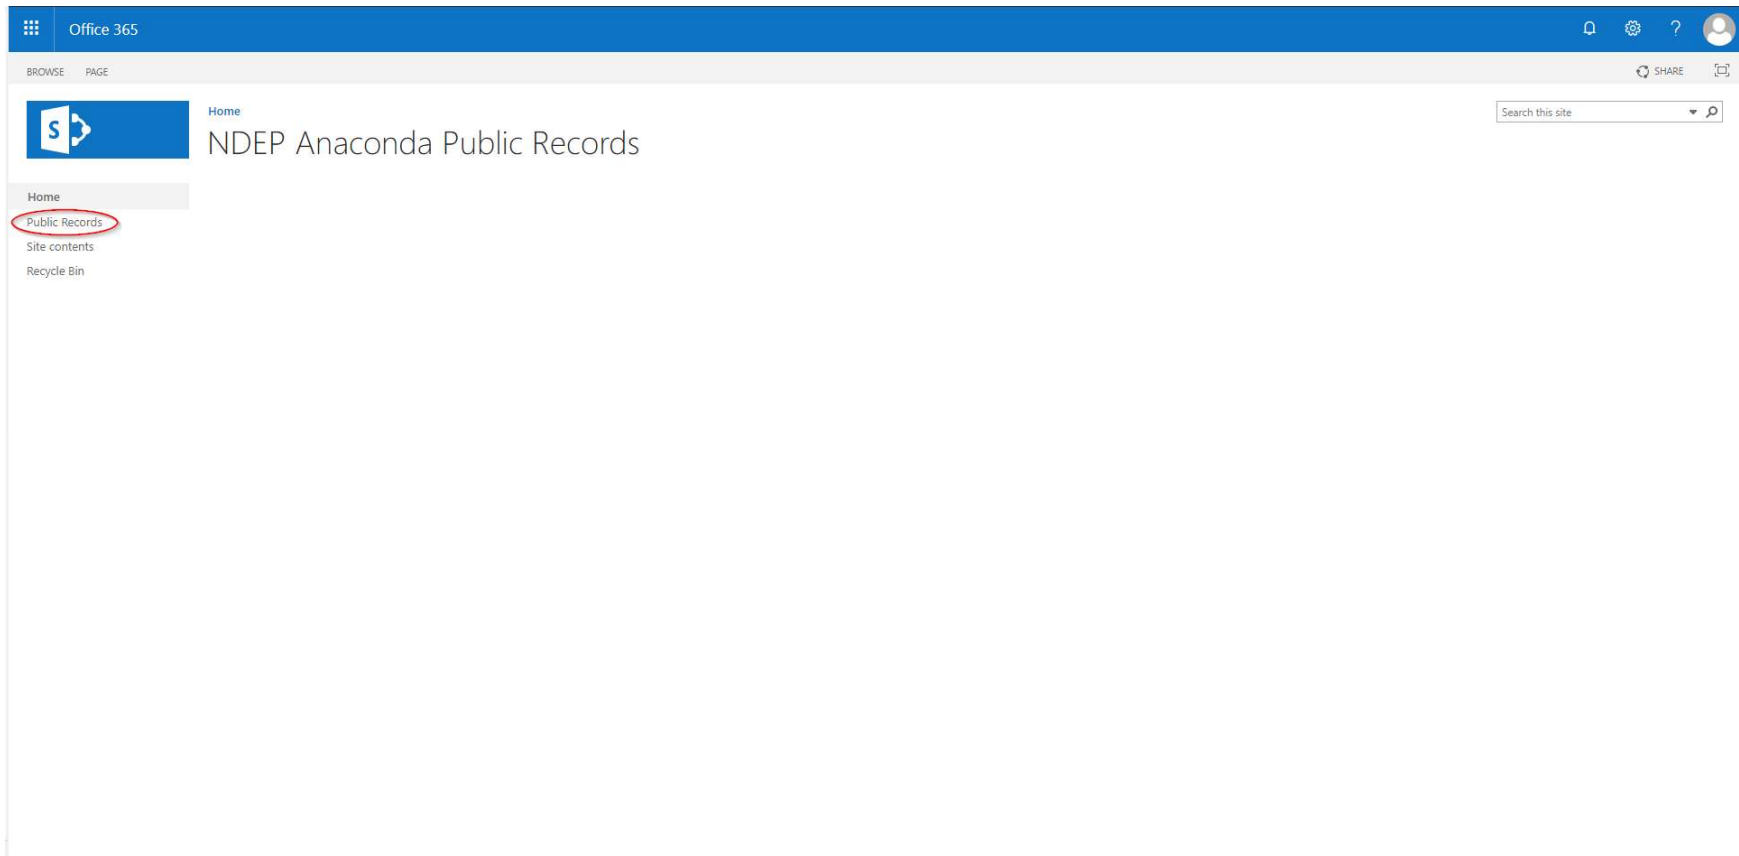 Office 365
?
BROWSE PAGE
SHARE
S
Home
NDEP Anaconda Public Records
Search this site
Home
Public Records
Site contents
Recycle Bin